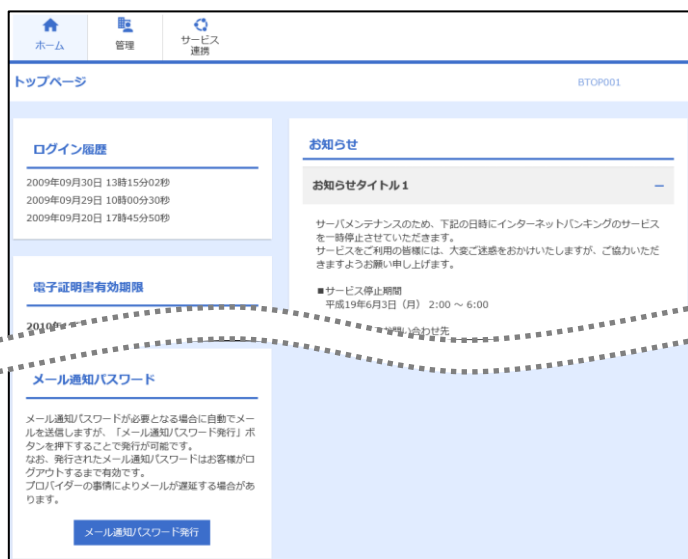 ホーム
管理
サービス
連携
トップページ
BTOP001
ログイン履歴
2009年09月30日 13時15分02秒
2009年09月29日 10時00分30秒
2009年09月20日 17時45分50秒
電子証明書有効期限
2010年
メール通知パスワード
メール通知パスワードが必要となる場合に自動でメー
ルを送信しますが、「メール通知パスワード発行」ボ
タンを押下することで発行が可能です。
なお、発行されたメール通知パスワードはお客様がロ
グアウトするまで有効です。
プロバイダーの事情によりメールが遅延する場合があ
ります。
メール通知パスワード発行
お知らせ
お知らせタイトル1
サーバメンテナンスのため、下記の日時にインターネットバンキングのサービス
を一時停止させていただきます。
サービスをご利用の皆様には、大変ご迷惑をおかけいたしますが、ご協力いただ
きますようお願い申し上げます。
■サービス停止期間
平成19年6月3日（月） 2:00 ～ 6:00
問い合わせ先